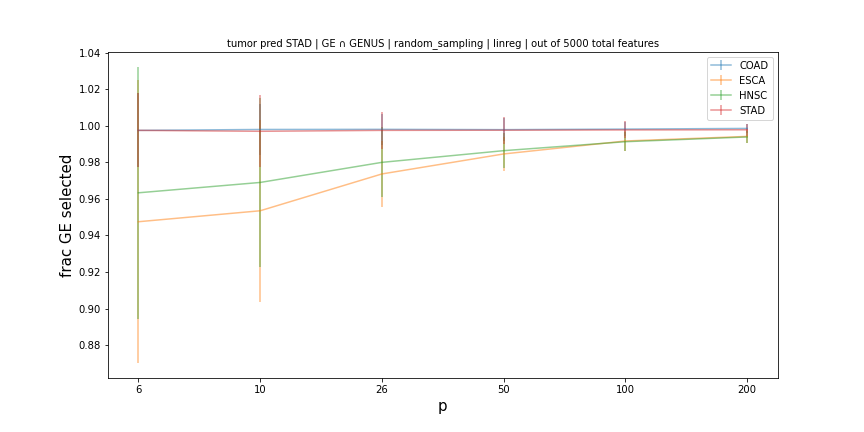 tumor pred STAD | GE ∩ GENUS | random_sampling | linreg | out of 5000 total features
1.04
1.02
1.00
0.98
0.96
0.94
0.92
0.90
0.88
frac GE selected
COAD
ESCA
HNSC
STAD
6
10
26
50
100
200
p